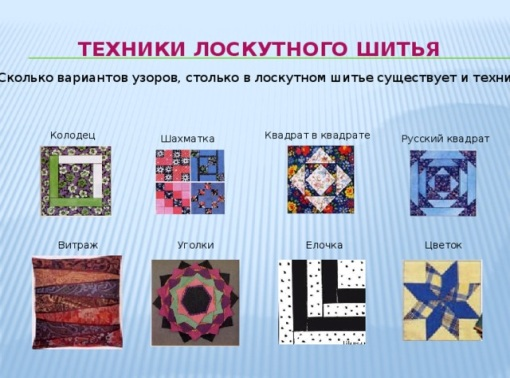 ТЕХНИКИ ЛОСКУТНОГО ШИТЬЯ
Сколько вариантов узоров, столько в лоскутном шитье существует и техни
Колодец
Шахматка
Квадрат в квадрате
Русский квадрат
Витраж
Уголки
Елочка
Цветок